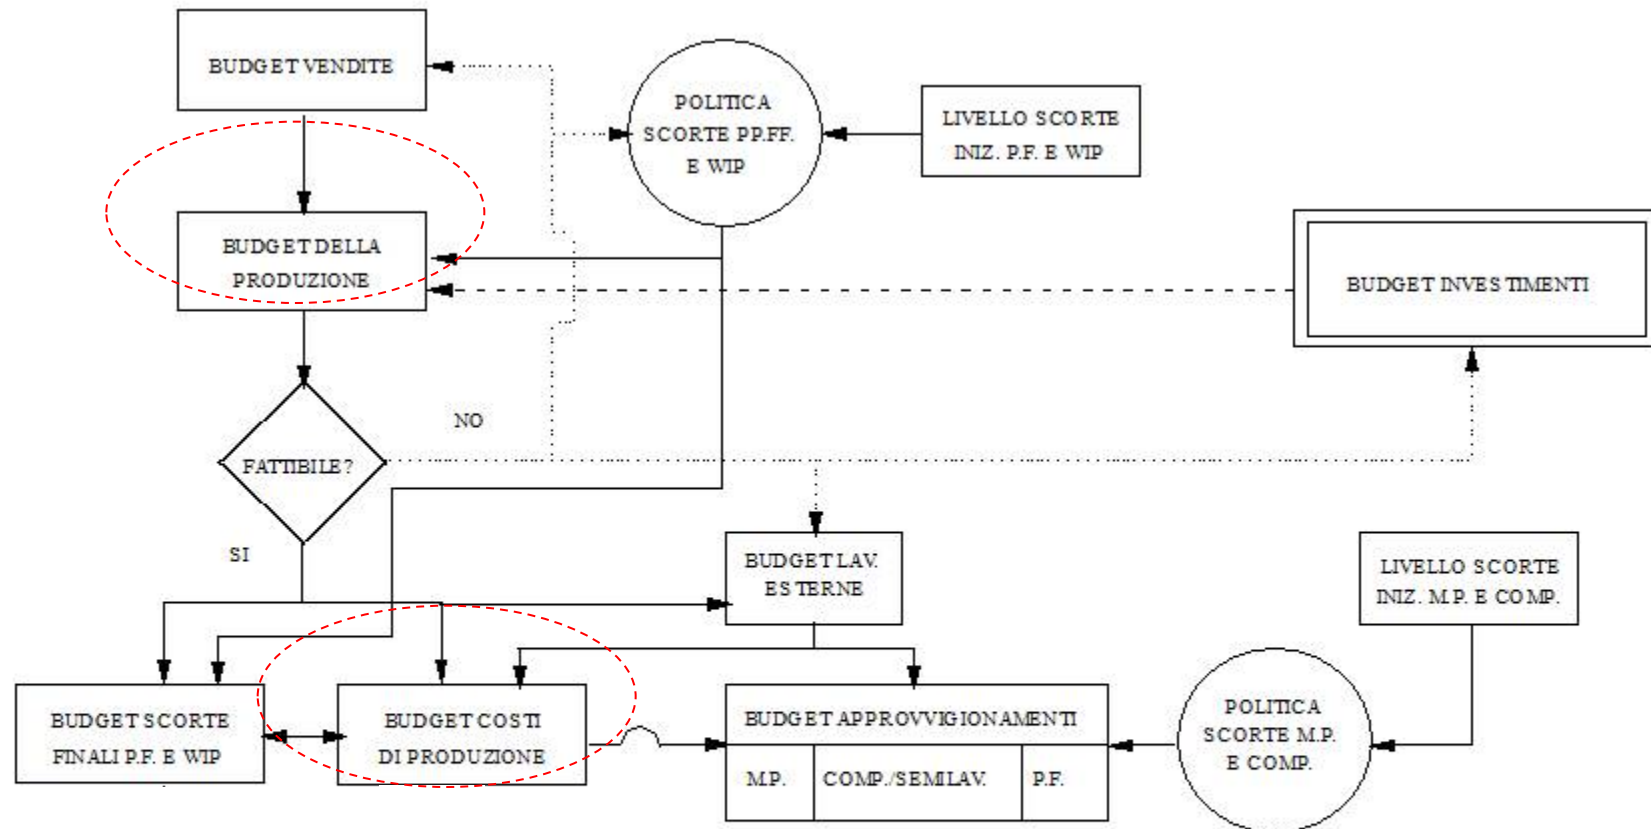 BUDGET VENDITE
POLITICA
SCORTE PP.FF.
E WIP
LIVELLO SCORTE
INIZ. P.F. E WIP
BUDGET DELLA
PRODUZIONE
BUDGET INVESTIMENTI
NO
FATTIBILE?
SI
BUDGET LAV.
ESTERNE
LIVELLO SCORTE
INIZ. M.P. E COMP.
BUDGET SCORTE
FINALI P.F. E WIP
BUDGET COSTI
DI PRODUZIONE
BUDGET APPROVVIGIONAMENTI
M.P. COMP./SEMILAV. P.F.
POLITICA
SCORTE M.P.
E COMP.